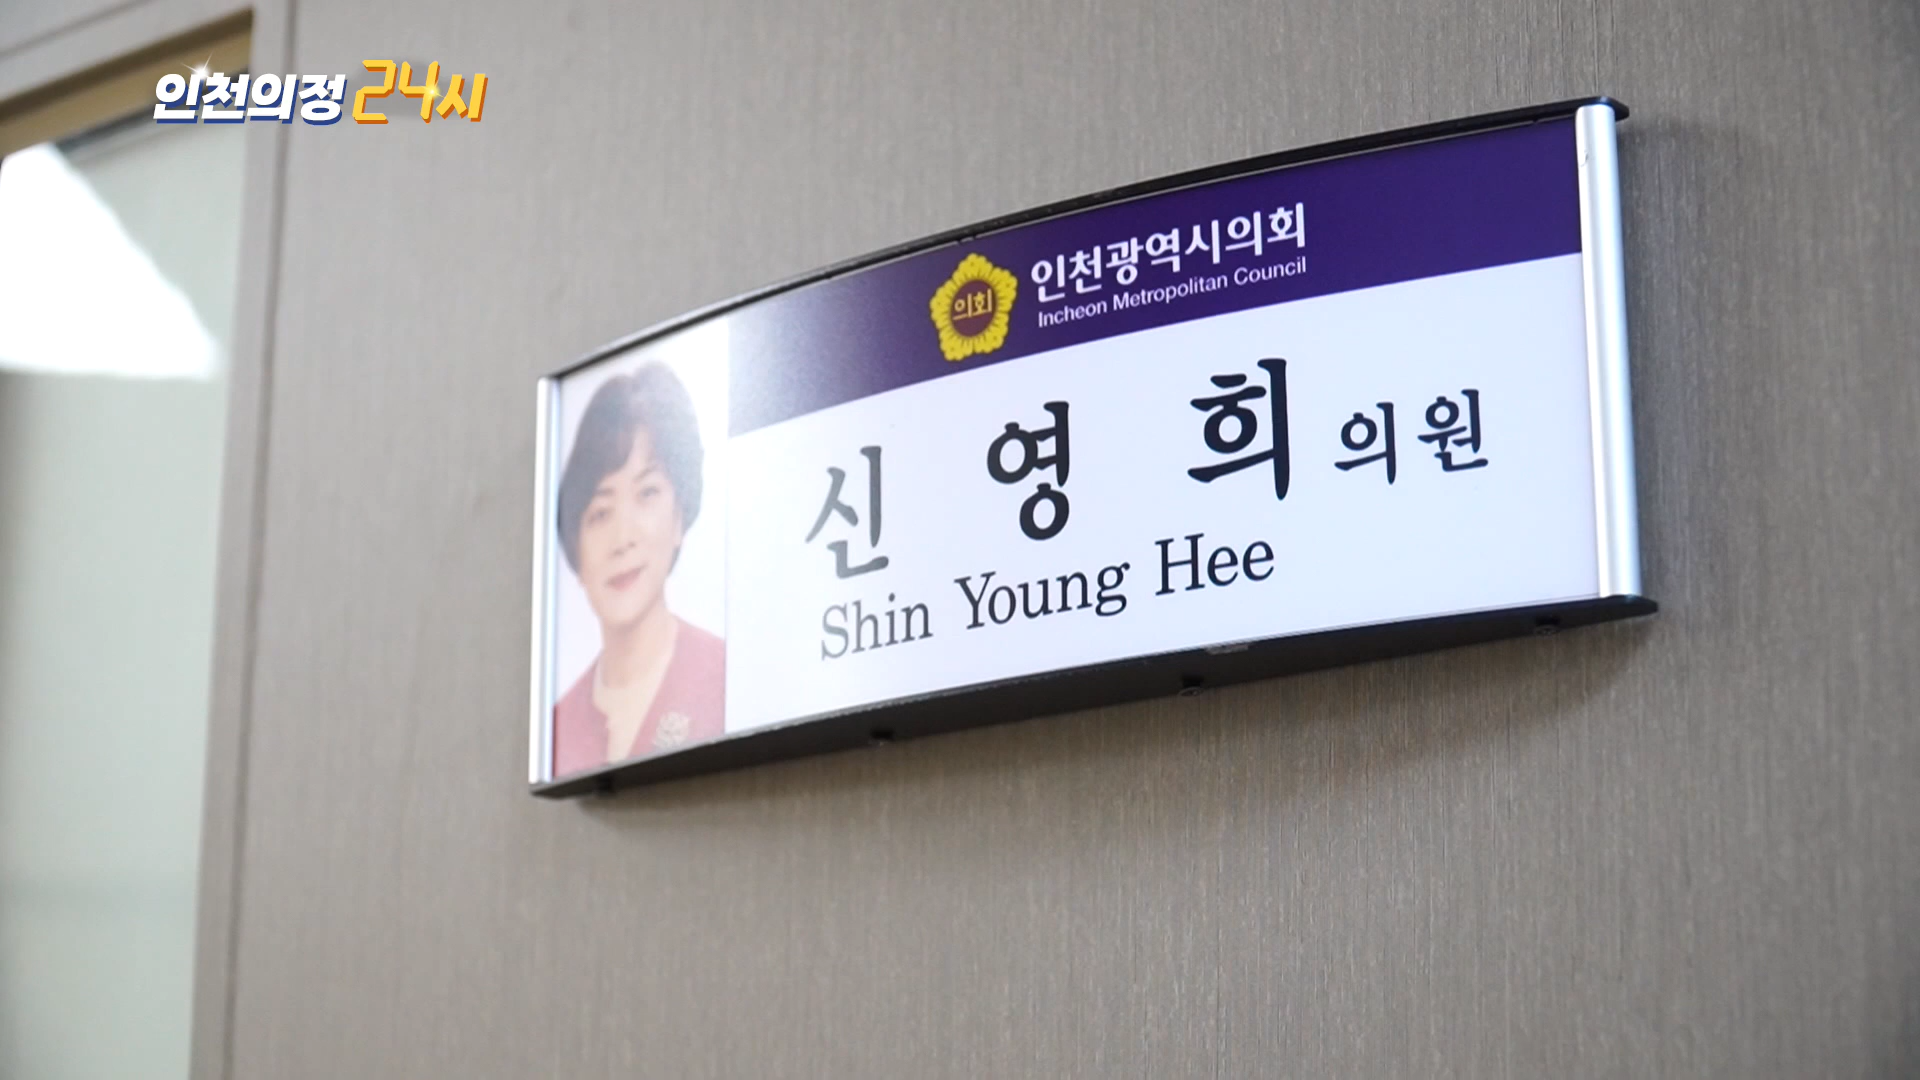 인천의정 24시
의회
인천광역시의회
Incheon Metropolitan Council
신 영 희 의원
Shin Young Hee